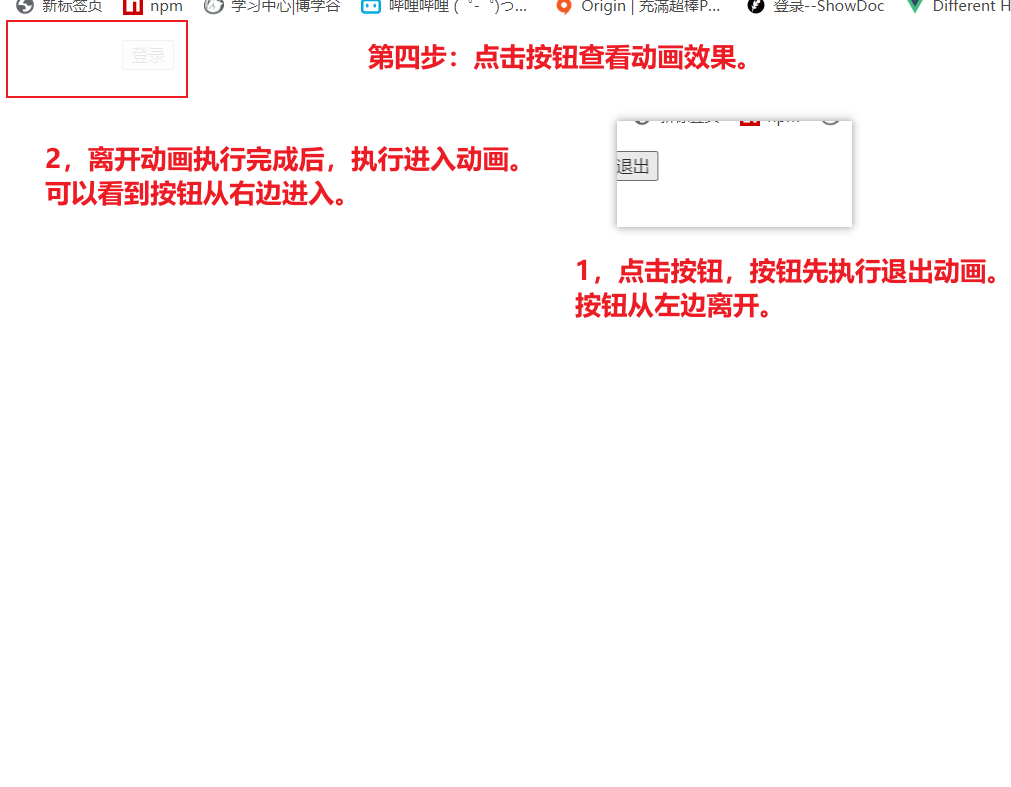 新标签页 npm 学习中心|博学谷 哔哩哔哩 (゜-゜)つ... Origin | 充滿超棒P... 登录--ShowDoc Different H
登录
第四步：点击按钮查看动画效果。
2，离开动画执行完成后，执行进入动画。
可以看到按钮从右边进入。
退出
1，点击按钮，按钮先执行退出动画。
按钮从左边离开。